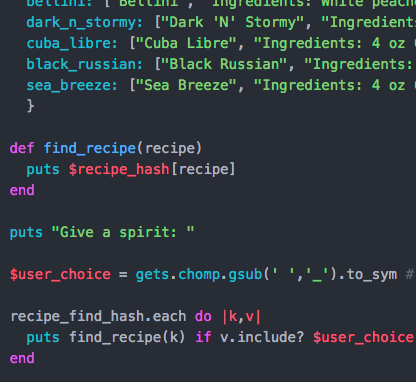 bellini: ["Bellini", "Ingredients: White peache
dark_n_stormy: ["Dark 'N' Stormy", "Ingredients
cuba_libre: ["Cuba Libre", "Ingredients: 4 oz
black_russian: ["Black Russian", "Ingredients:
sea_breeze: ["Sea Breeze", "Ingredients: 4 oz
}
def find_recipe(recipe)
puts $recipe_hash[recipe]
end
puts "Give a spirit: "
$user_choice = gets.chomp.gsub(' ','_').to_sym #
recipe_find_hash.each do |k,v|
puts find_recipe(k) if v.include? $user_choice
end